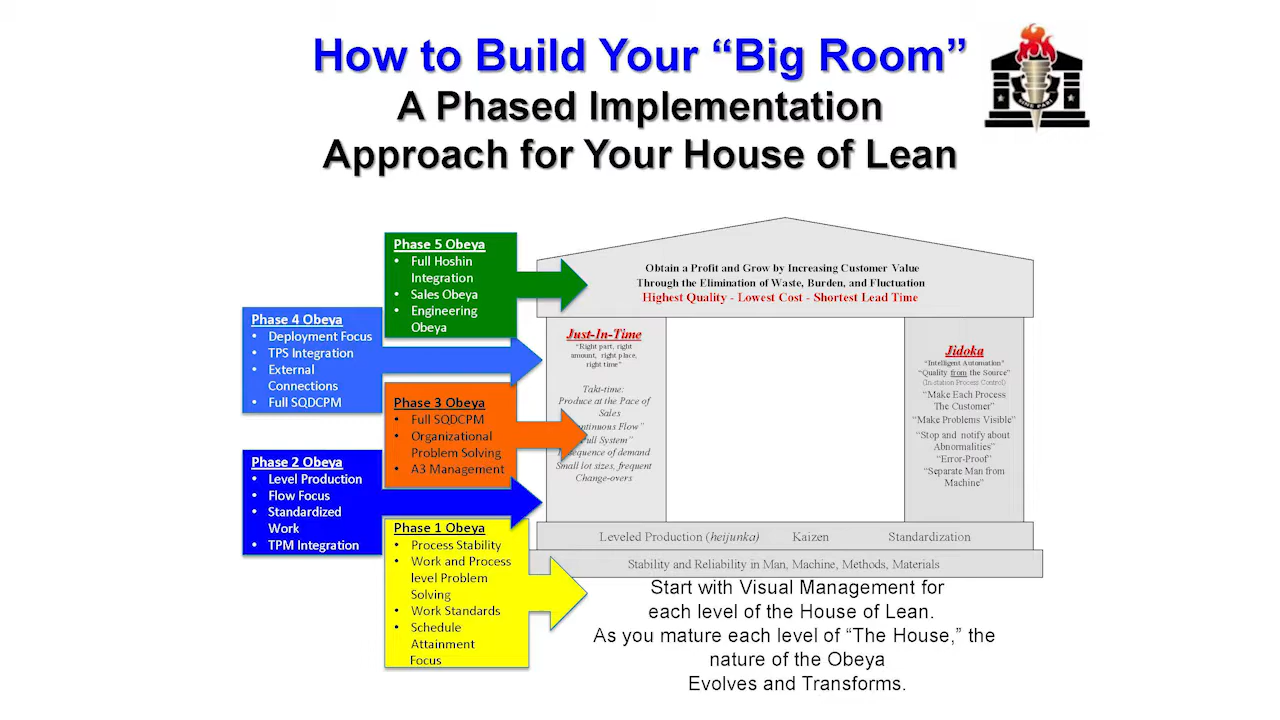 How to Build Your “Big Room”
A Phased Implementation
Approach for Your House of Lean
Phase 5 Obeya
• Full Hoshin
Integration
• Sales Obeya
• Engineering
Obeya
Phase 4 Obeya
• Deployment Focus
• TPS Integration
• External
Connections
• Full SQDCPM
Phase 3 Obeya
• Full SQDCPM
• Organizational
Problem Solving
• A3 Management
Phase 2 Obeya
• Level Production
• Flow Focus
• Standardized
Work
• TPM Integration
Phase 1 Obeya
• Process Stability
• Work and Process
level Problem
Solving
• Work Standards
• Schedule
Attainment
Focus
Obtain a Profit and Grow by Increasing Customer Value
Through the Elimination of Waste, Burden, and Fluctuation
Highest Quality - Lowest Cost - Shortest Lead Time
Just-In-Time
“Right part, right
amount, right place,
right time”
Takt-time:
Produce at the Pace of
Sales
Flow”
System”
sequence of demand
Small lot sizes, frequent
Change-overs
Jidoka
“Intelligent Automation”
“Quality from the Source”
(In station Process Control)
“Make Each Process
The Customer”
“Make Problems Visible”
“Stop and notify about
Abnormalities”
“Error-Proof”
“Separate Man from
Machine”
Leveled Production (heijunka) Kaizen Standardization
Stability and Reliability in Man, Machine, Methods, Materials
Start with Visual Management for
each level of the House of Lean.
As you mature each level of “The House,” the
nature of the Obeya
Evolves and Transforms.